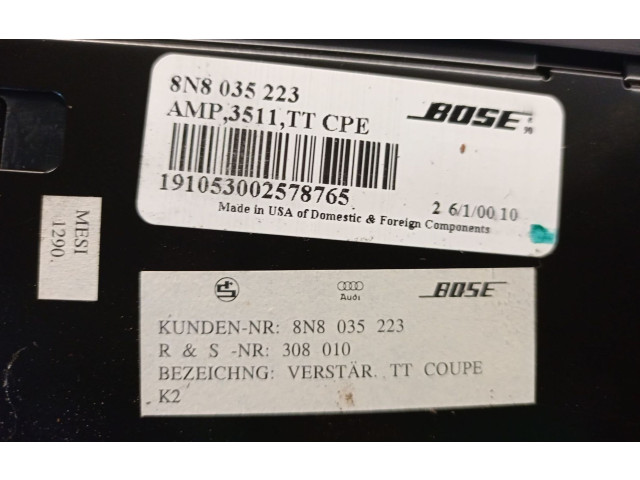 8N8 035 223
AMP,3511,TT CPE
BOSE
191053002578765
2 6/1/00 10
Made in USA of Domestic & Foreign Components
MESI
1290.
Audi
BOSE
KUNDEN-NR: 8N8 035 223
R & S -NR: 308 010
BEZEICHNG: VERSTÄR. TT COUPE
K2